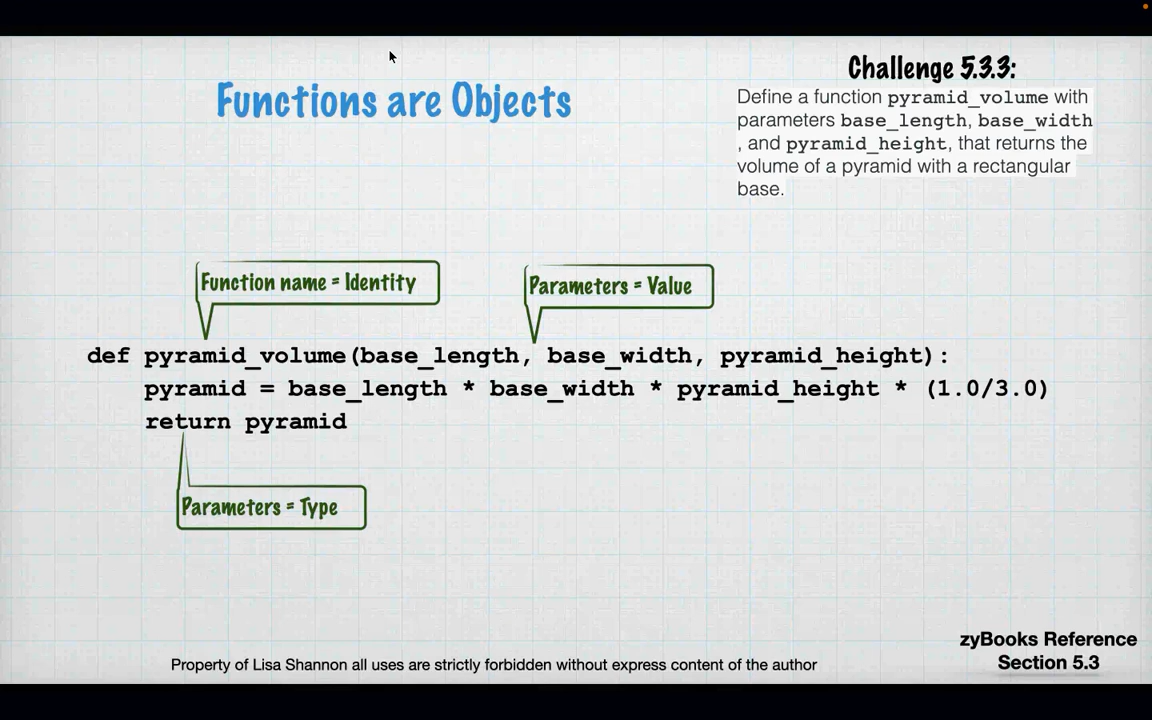 Functions are Objects
Challenge 5.3.3:
Define a function pyramid_volume with
parameters base_length, base_width
, and pyramid_height, that returns the
volume of a pyramid with a rectangular
base.
Function name = Identity
Parameters = Value
def pyramid_volume(base_length, base_width, pyramid_height):
    pyramid = base_length * base_width * pyramid_height * (1.0/3.0)
    return pyramid
Parameters = Type
zyBooks Reference
Section 5.3
Property of Lisa Shannon all uses are strictly forbidden without express content of the author